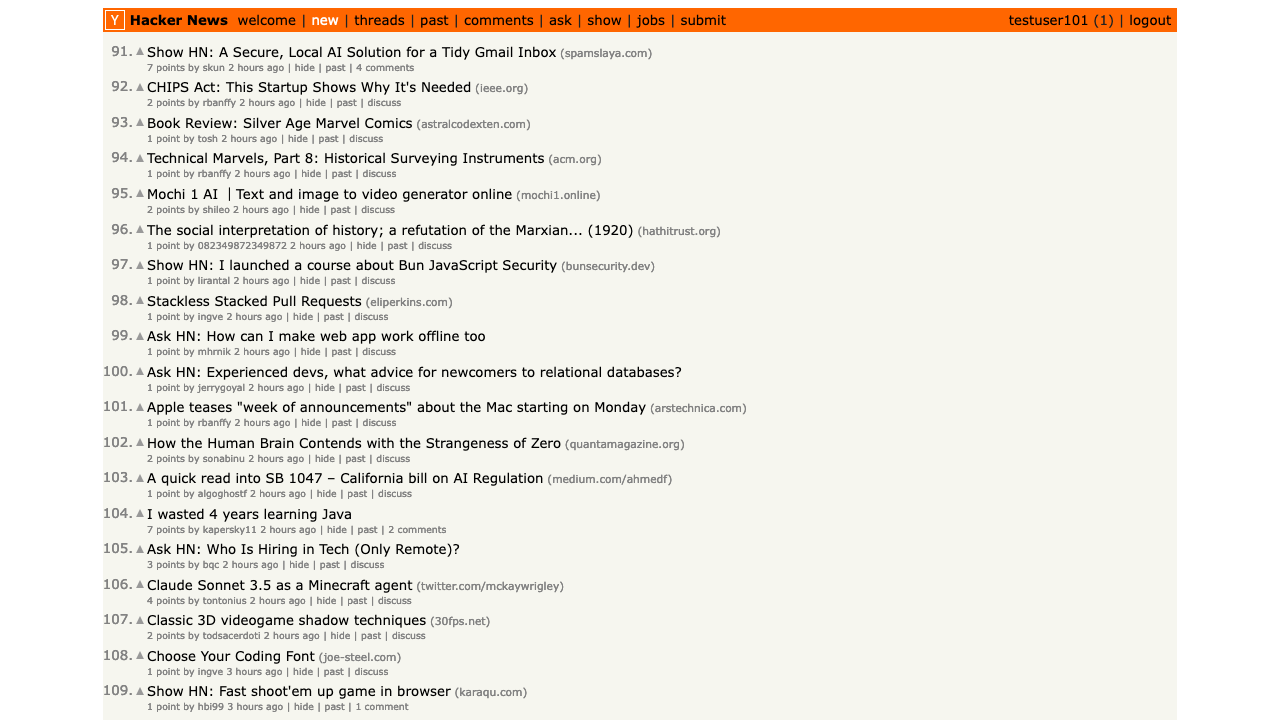 Y Hacker News welcome | new | threads | past | comments | ask | show | jobs | submit testuser101 (1) | logout
91. Show HN: A Secure, Local AI Solution for a Tidy Gmail Inbox (spamslaya.com)
7 points by skun 2 hours ago | hide | past | 4 comments
92. CHIPS Act: This Startup Shows Why It's Needed (ieee.org)
2 points by rbanffy 2 hours ago | hide | past | discuss
93. Book Review: Silver Age Marvel Comics (astralcodexten.com)
1 point by tosh 2 hours ago | hide | past | discuss
94. Technical Marvels, Part 8: Historical Surveying Instruments (acm.org)
1 point by rbanffy 2 hours ago | hide | past | discuss
95. Mochi 1 AI ｜Text and image to video generator online (mochi1.online)
2 points by shileo 2 hours ago | hide | past | discuss
96. The social interpretation of history; a refutation of the Marxian... (1920) (hathitrust.org)
1 point by 082349872349872 2 hours ago | hide | past | discuss
97. Show HN: I launched a course about Bun JavaScript Security (bunsecurity.dev)
1 point by lirantal 2 hours ago | hide | past | discuss
98. Stackless Stacked Pull Requests (eliperkins.com)
1 point by ingve 2 hours ago | hide | past | discuss
99. Ask HN: How can I make web app work offline too
1 point by mhrnik 2 hours ago | hide | past | discuss
100. Ask HN: Experienced devs, what advice for newcomers to relational databases?
1 point by jerrygoyal 2 hours ago | hide | past | discuss
101. Apple teases "week of announcements" about the Mac starting on Monday (arstechnica.com)
1 point by rbanffy 2 hours ago | hide | past | discuss
102. How the Human Brain Contends with the Strangeness of Zero (quantamagazine.org)
2 points by sonabinu 2 hours ago | hide | past | discuss
103. A quick read into SB 1047 – California bill on AI Regulation (medium.com/ahmedf)
1 point by algoghostf 2 hours ago | hide | past | discuss
104. I wasted 4 years learning Java
7 points by kapersky11 2 hours ago | hide | past | 2 comments
105. Ask HN: Who Is Hiring in Tech (Only Remote)?
3 points by bqc 2 hours ago | hide | past | discuss
106. Claude Sonnet 3.5 as a Minecraft agent (twitter.com/mckaywrigley)
4 points by tontonius 2 hours ago | hide | past | discuss
107. Classic 3D videogame shadow techniques (30fps.net)
2 points by todsacerdoti 2 hours ago | hide | past | discuss
108. Choose Your Coding Font (joe-steel.com)
1 point by ingve 3 hours ago | hide | past | discuss
109. Show HN: Fast shoot'em up game in browser (karaqu.com)
1 point by hbi99 3 hours ago | hide | past | 1 comment